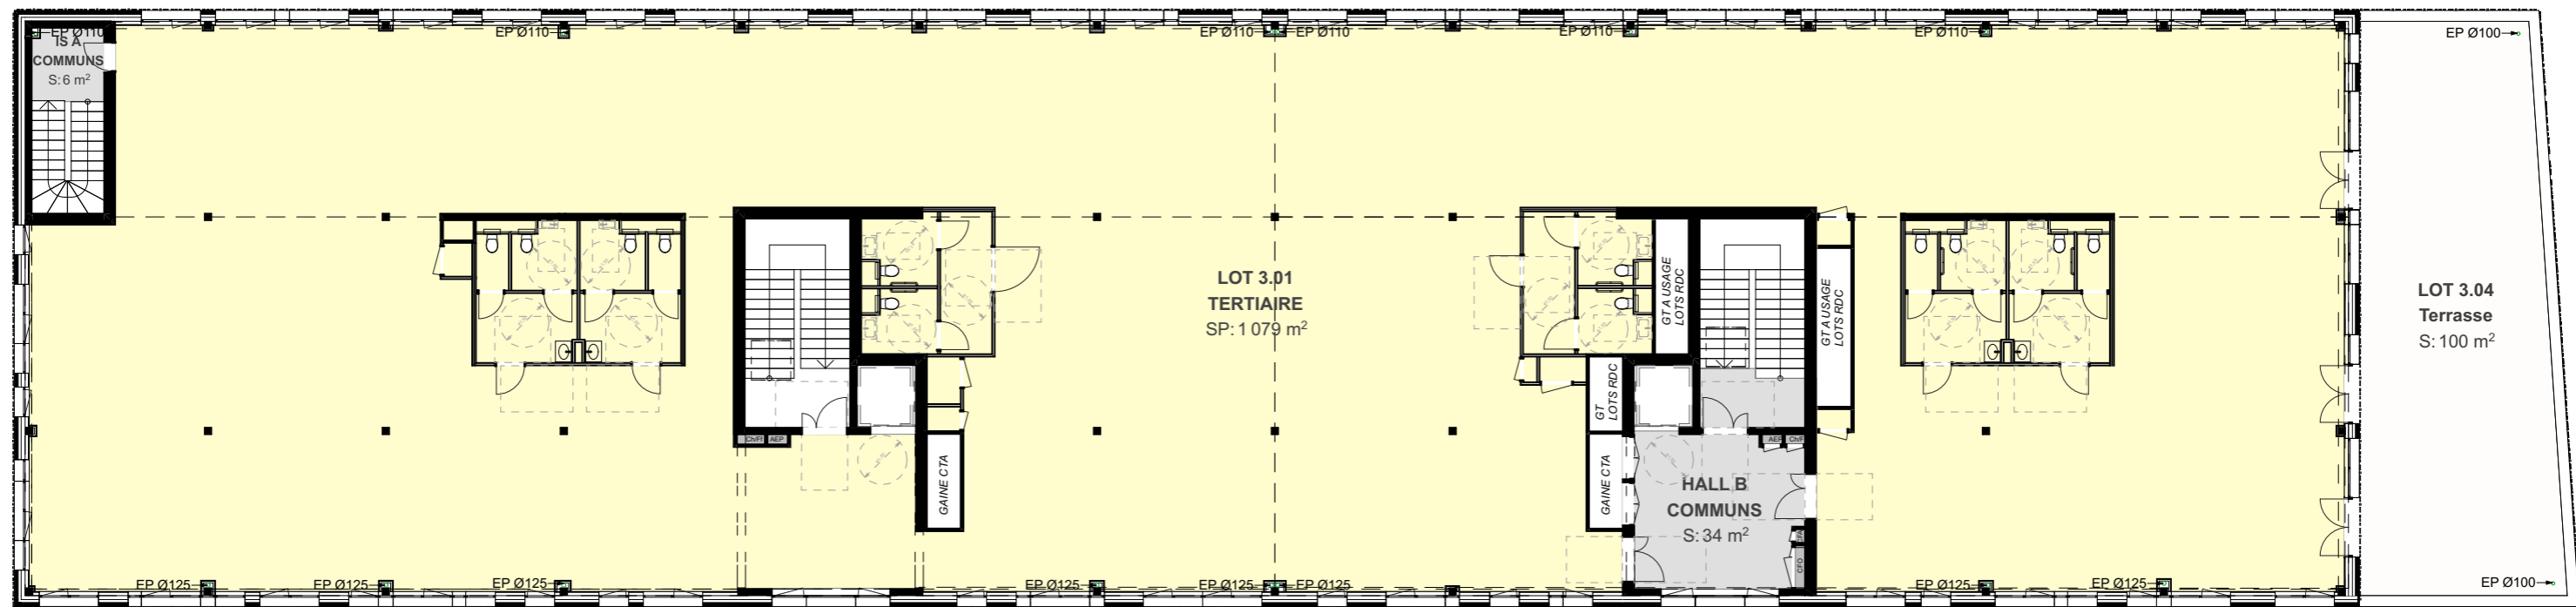 EP Ø110
IS A
COMMUNS
S: 6 m²
EP Ø110
EP Ø110
EP Ø110
EP Ø110
EP Ø110
EP Ø100
LOT 3.01
TERTIAIRE
SP: 1 079 m²
GT A USAGE
LOTS RDC
GT A USAGE
LOTS RDC
LOT 3.04
Terrasse
S: 100 m²
GT
LOTS RDC
Ch/Fr
AEP
AEP
GAINE CTA
GAINE CTA
HALL B
COMMUNS
S: 34 m²
CFO
EP Ø125
EP Ø125
EP Ø125
EP Ø125
EP Ø125
EP Ø125
EP Ø125
EP Ø125
EP Ø100